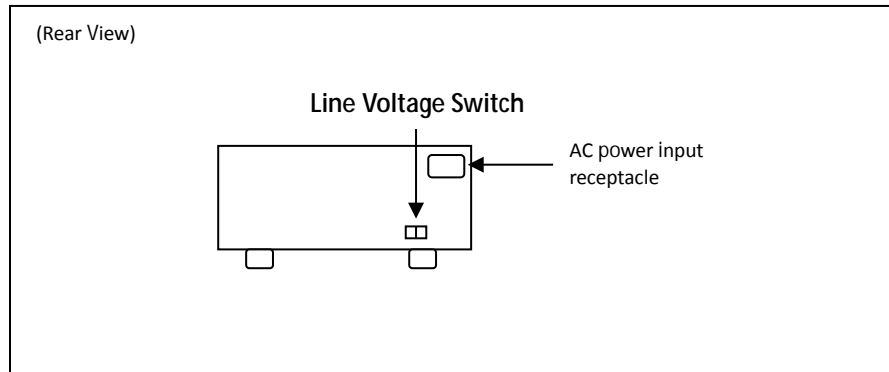 (Rear View)
Line Voltage Switch
AC power input
receptacle